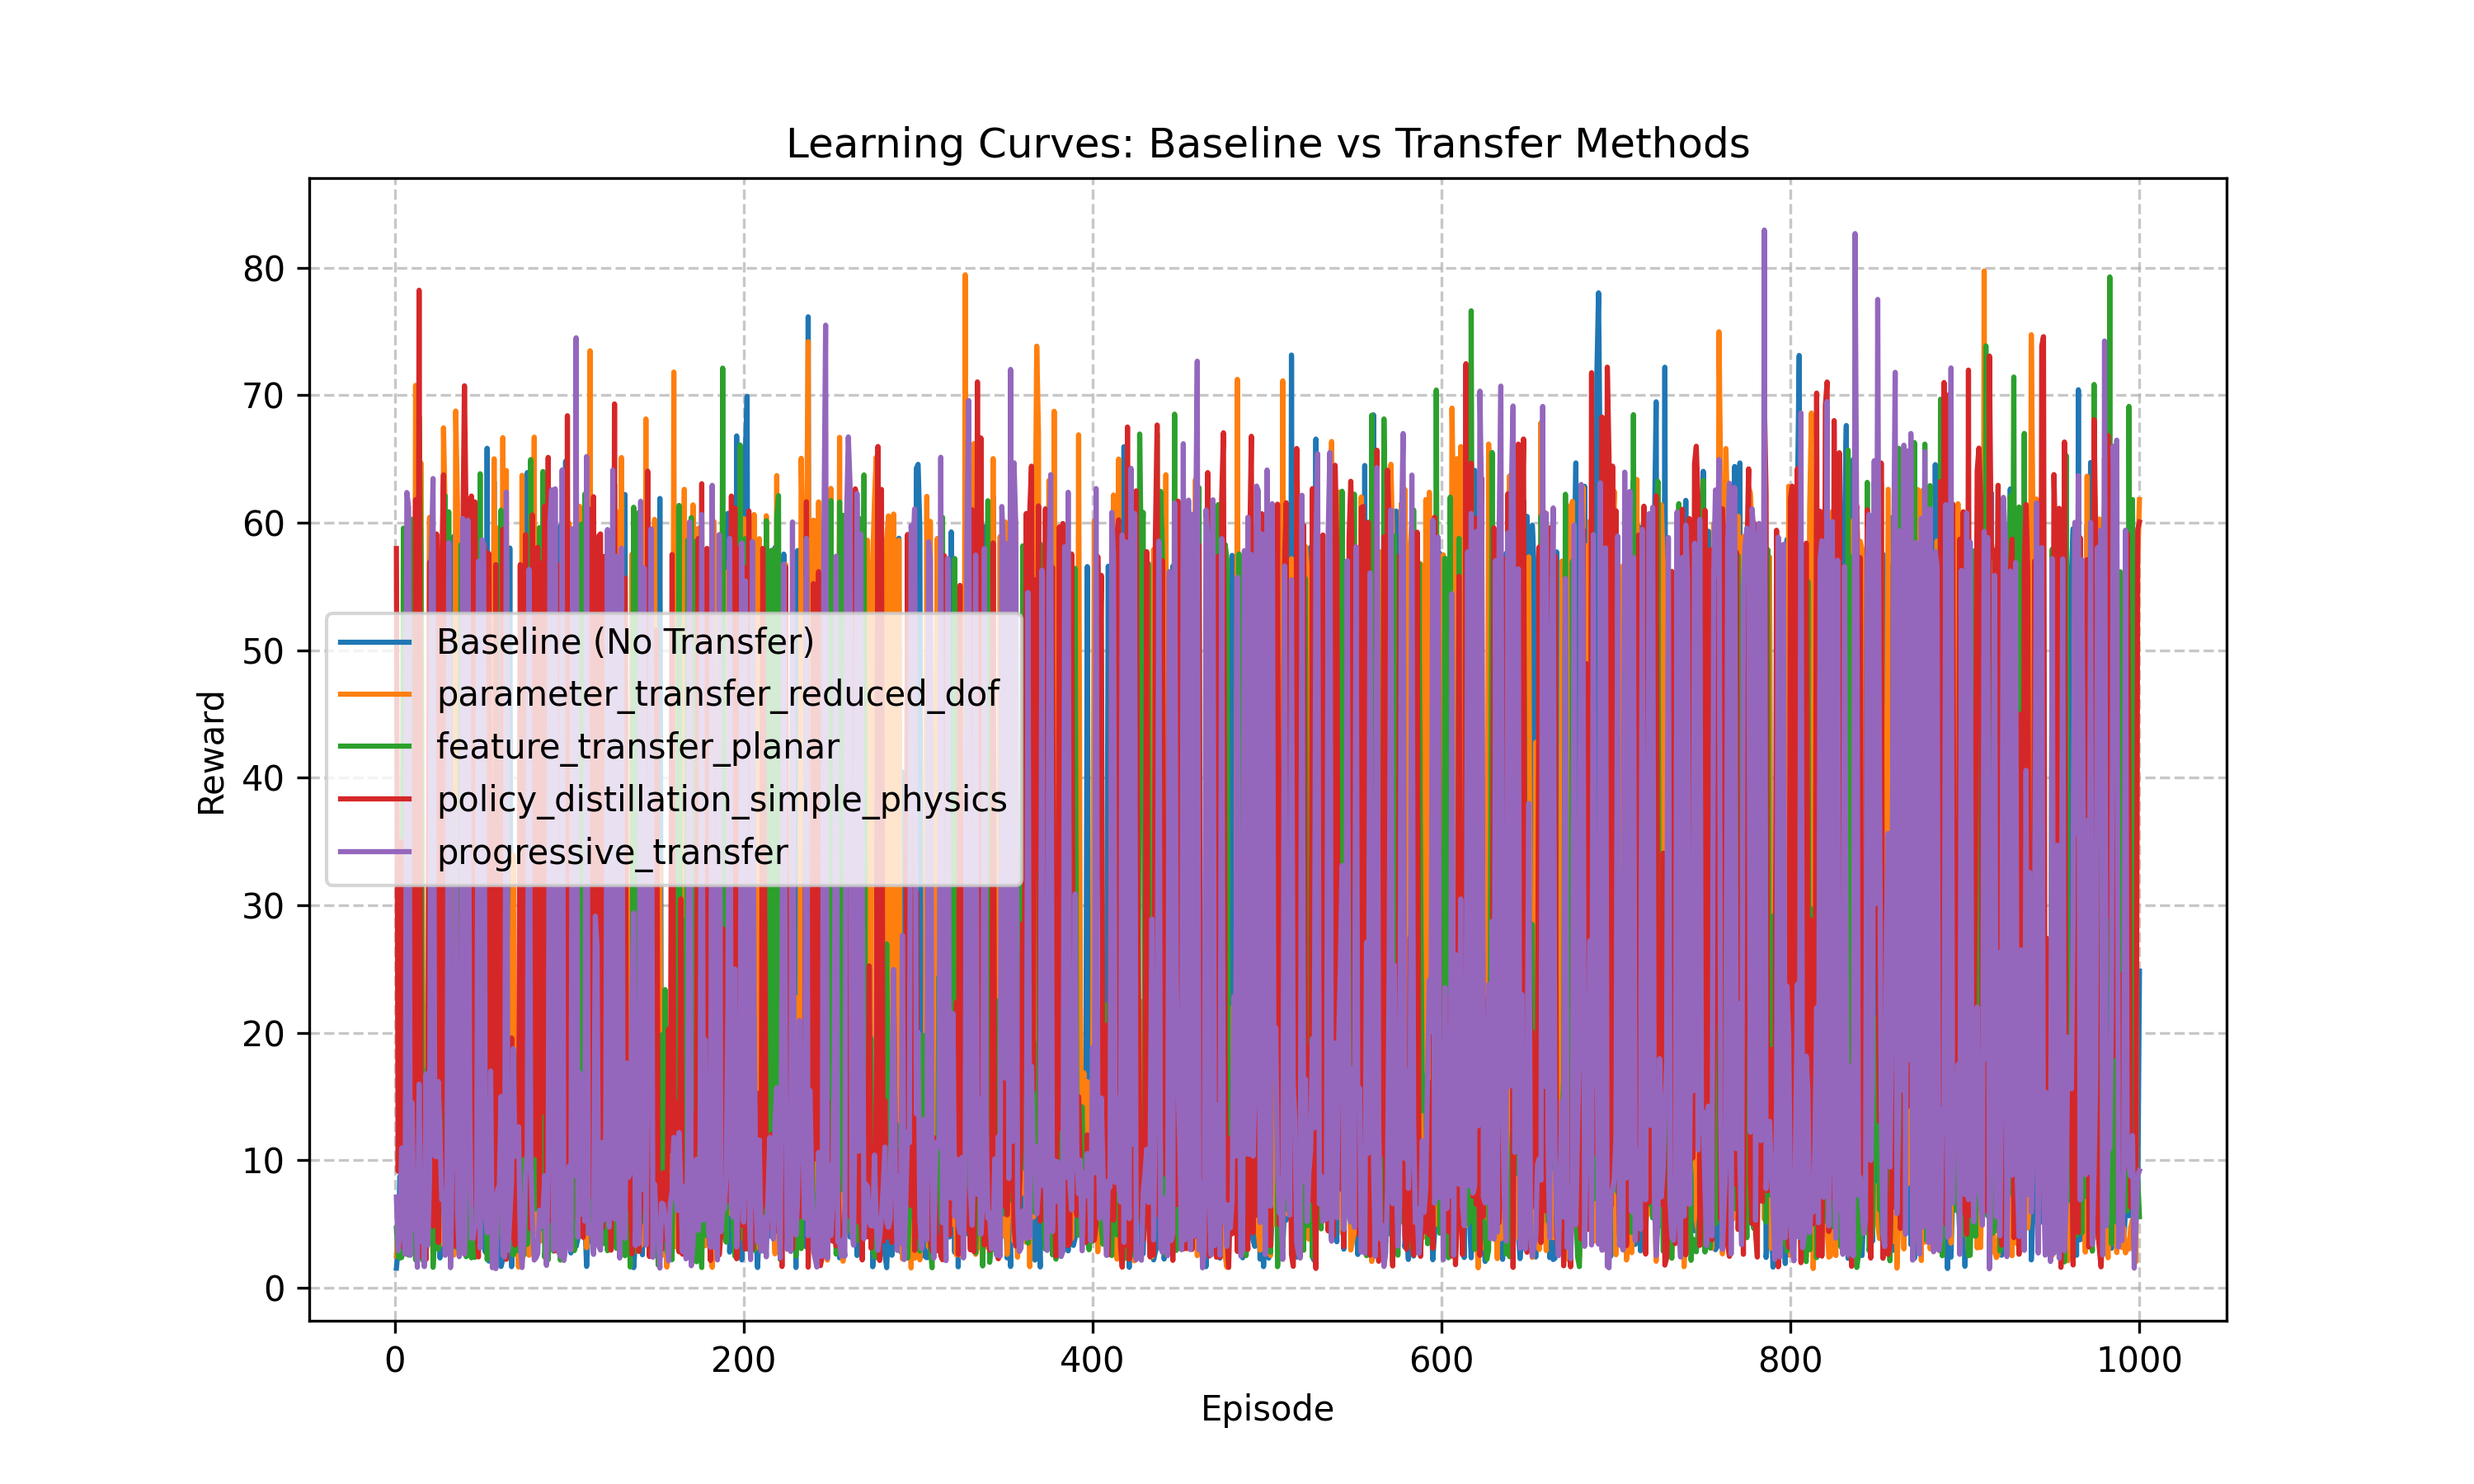 Learning Curves: Baseline vs Transfer Methods
80
70
60
50
40
30
20
10
0
Reward
Baseline (No Transfer)
parameter_transfer_reduced_dof
feature_transfer_planar
policy_distillation_simple_physics
progressive_transfer
0 200 400 600 800 1000
Episode